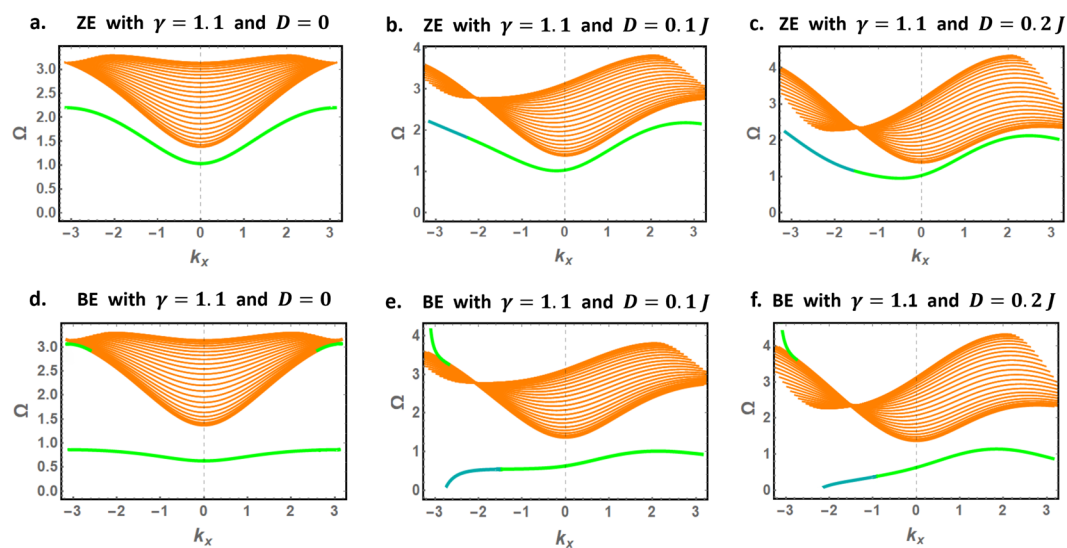 a. ZE with γ = 1.1 and D = 0
b. ZE with γ = 1.1 and D = 0.1 J
c. ZE with γ = 1.1 and D = 0.2 J
Ω
3.0
2.5
2.0
1.5
1.0
0.5
0.0
−3 −2 −1 0 1 2 3
kₓ
Ω
4
3
2
1
0
−3 −2 −1 0 1 2 3
kₓ
Ω
4
3
2
1
0
−3 −2 −1 0 1 2 3
kₓ
d. BE with γ = 1.1 and D = 0
e. BE with γ = 1.1 and D = 0.1 J
f. BE with γ = 1.1 and D = 0.2 J
Ω
3.0
2.5
2.0
1.5
1.0
0.5
0.0
−3 −2 −1 0 1 2 3
kₓ
Ω
4
3
2
1
0
−3 −2 −1 0 1 2 3
kₓ
Ω
4
3
2
1
0
−3 −2 −1 0 1 2 3
kₓ